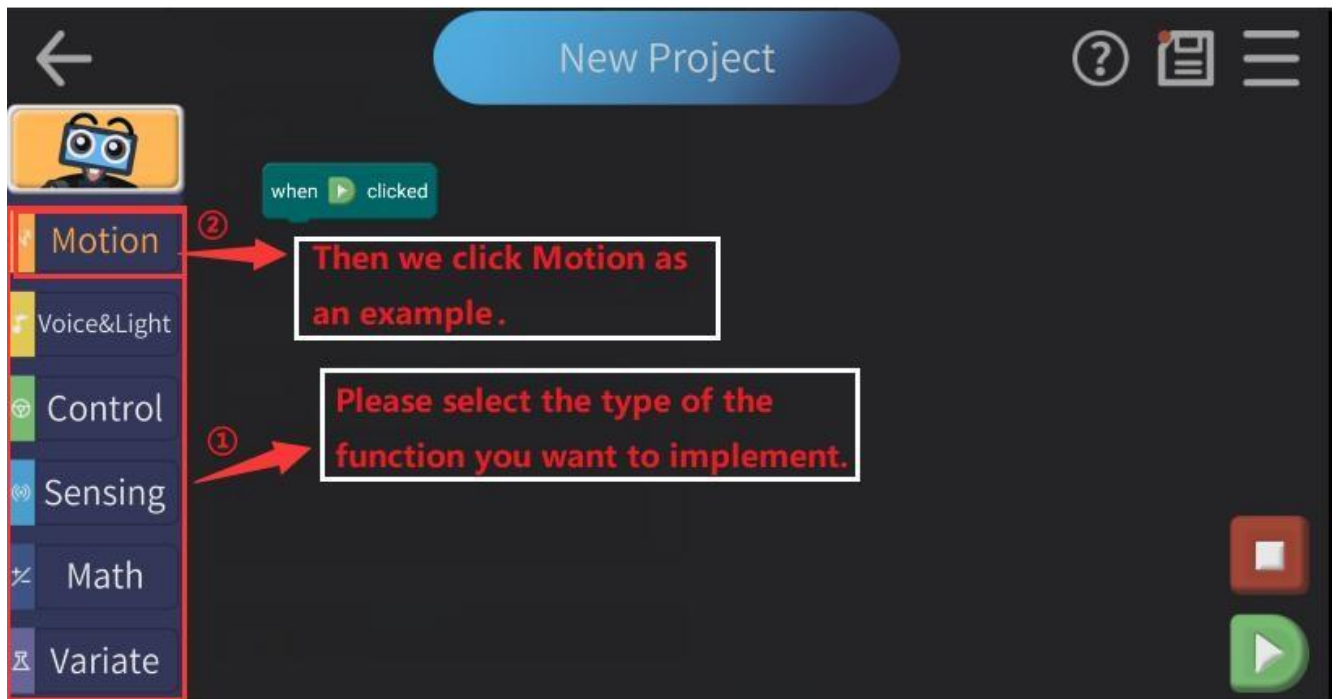 New Project
?
when clicked
Motion
②
Then we click Motion as
an example.
Voice&Light
Control
Please select the type of the
①
function you want to implement.
Sensing
Math
Variate